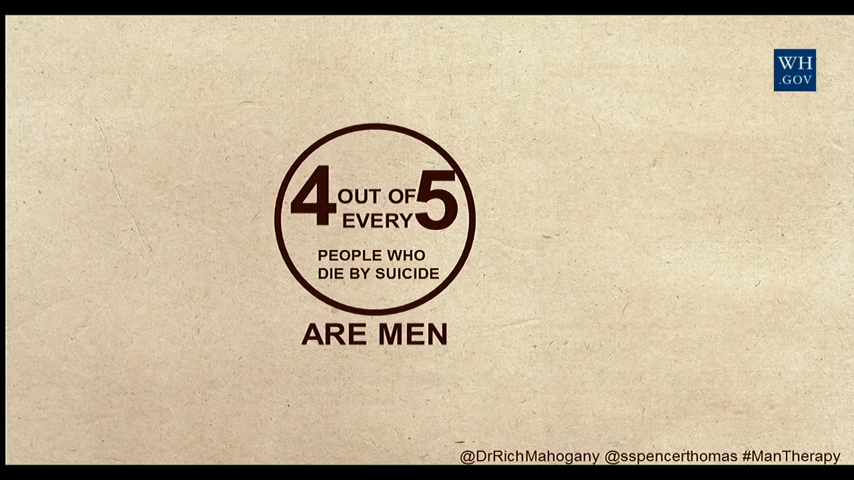 WH
.GOV
4 OUT OF 5
EVERY
PEOPLE WHO
DIE BY SUICIDE
ARE MEN
@DrRichMahogany @sspencerthomas #ManTherapy